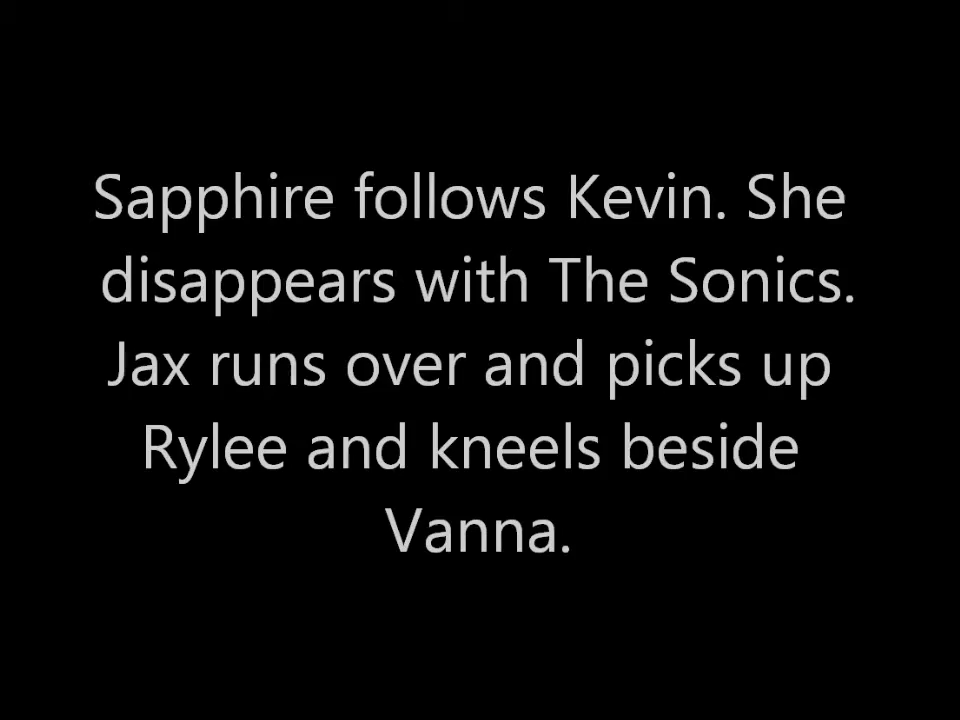 Sapphire follows Kevin. She
disappears with The Sonics.
Jax runs over and picks up
Rylee and kneels beside
Vanna.